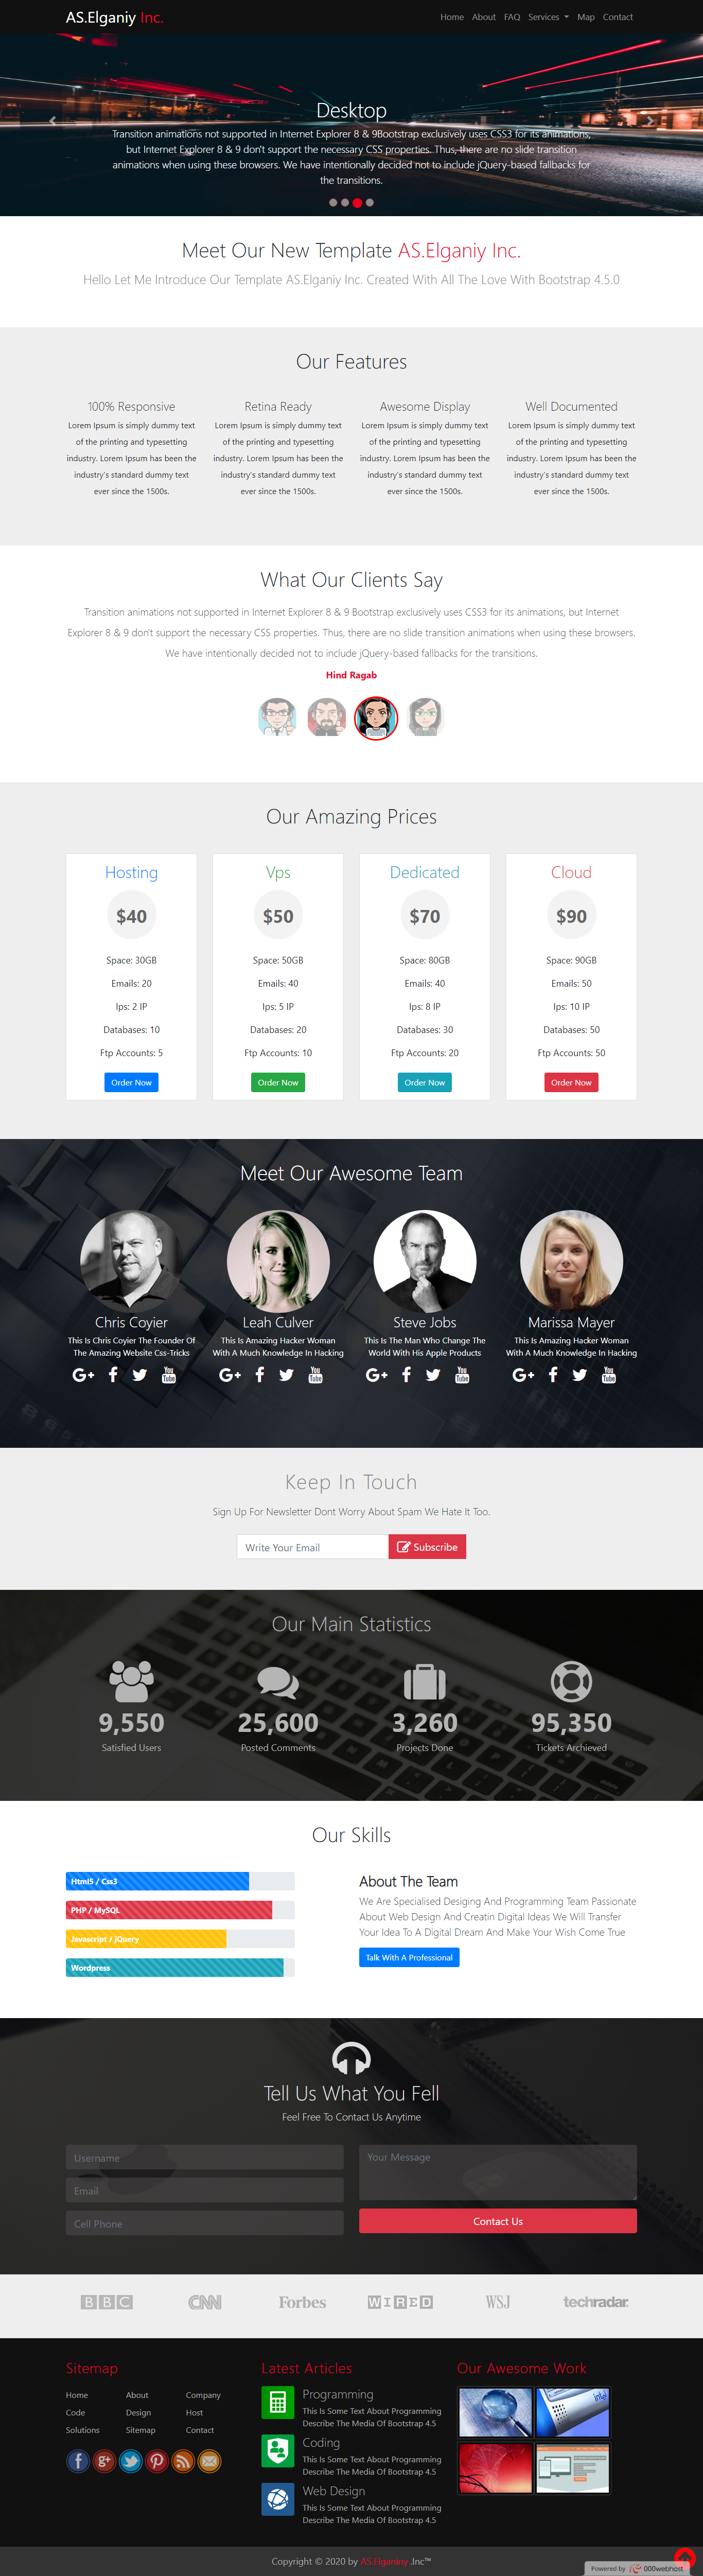 AS.Elganiy Inc.
Home About FAQ Services Map Contact
Desktop
Transition animations not supported in Internet Explorer 8 & 9Bootstrap exclusively uses CSS3 for its animations,
but Internet Explorer 8 & 9 don't support the necessary CSS properties. Thus, there are no slide transition
animations when using these browsers. We have intentionally decided not to include jQuery-based fallbacks for
the transitions.
Meet Our New Template AS.Elganiy Inc.
Hello Let Me Introduce Our Template AS.Elganiy Inc. Created With All The Love With Bootstrap 4.5.0
Our Features
100% Responsive
Lorem Ipsum is simply dummy text
of the printing and typesetting
industry. Lorem Ipsum has been the
industry's standard dummy text
ever since the 1500s.
Retina Ready
Lorem Ipsum is simply dummy text
of the printing and typesetting
industry. Lorem Ipsum has been the
industry's standard dummy text
ever since the 1500s.
Awesome Display
Lorem Ipsum is simply dummy text
of the printing and typesetting
industry. Lorem Ipsum has been the
industry's standard dummy text
ever since the 1500s.
Well Documented
Lorem Ipsum is simply dummy text
of the printing and typesetting
industry. Lorem Ipsum has been the
industry's standard dummy text
ever since the 1500s.
What Our Clients Say
Transition animations not supported in Internet Explorer 8 & 9 Bootstrap exclusively uses CSS3 for its animations, but Internet
Explorer 8 & 9 don't support the necessary CSS properties. Thus, there are no slide transition animations when using these browsers.
We have intentionally decided not to include jQuery-based fallbacks for the transitions.
Hind Ragab
Our Amazing Prices
Hosting
$40
Space: 30GB
Emails: 20
Ips: 2 IP
Databases: 10
Ftp Accounts: 5
Order Now
Vps
$50
Space: 50GB
Emails: 40
Ips: 5 IP
Databases: 20
Ftp Accounts: 10
Order Now
Dedicated
$70
Space: 80GB
Emails: 40
Ips: 8 IP
Databases: 30
Ftp Accounts: 20
Order Now
Cloud
$90
Space: 90GB
Emails: 50
Ips: 10 IP
Databases: 50
Ftp Accounts: 50
Order Now
Meet Our Awesome Team
Chris Coyier
This Is Chris Coyier The Founder Of
The Amazing Website Css-Tricks
G+ f You Tube
Leah Culver
This Is Amazing Hacker Woman
With A Much Knowledge In Hacking
G+ f You Tube
Steve Jobs
This Is The Man Who Change The
World With His Apple Products
G+ f You Tube
Marissa Mayer
This Is Amazing Hacker Woman
With A Much Knowledge In Hacking
G+ f You Tube
Keep In Touch
Sign Up For Newsletter Dont Worry About Spam We Hate It Too.
Write Your Email Subscribe
Our Main Statistics
9,550
Satisfied Users
25,600
Posted Comments
3,260
Projects Done
95,350
Tickets Archieved
Our Skills
Html5 / Css3
PHP / MySQL
Javascript / jQuery
Wordpress
About The Team
We Are Specialised Desiging And Programming Team Passionate
About Web Design And Creatin Digital Ideas We Will Transfer
Your Idea To A Digital Dream And Make Your Wish Come True
Talk With A Professional
Tell Us What You Fell
Feel Free To Contact Us Anytime
Username
Email
Cell Phone
Your Message
Contact Us
BBC CNN Forbes WIRED WSJ techradar.
Sitemap
Home About Company
Code Design Host
Solutions Sitemap Contact
f g+
Latest Articles
Programming
This Is Some Text About Programming
Describe The Media Of Bootstrap 4.5
Coding
This Is Some Text About Programming
Describe The Media Of Bootstrap 4.5
Web Design
This Is Some Text About Programming
Describe The Media Of Bootstrap 4.5
Our Awesome Work
intel
Copyright © 2020 by AS.Elganiny .Inc™
Powered by 000webhost